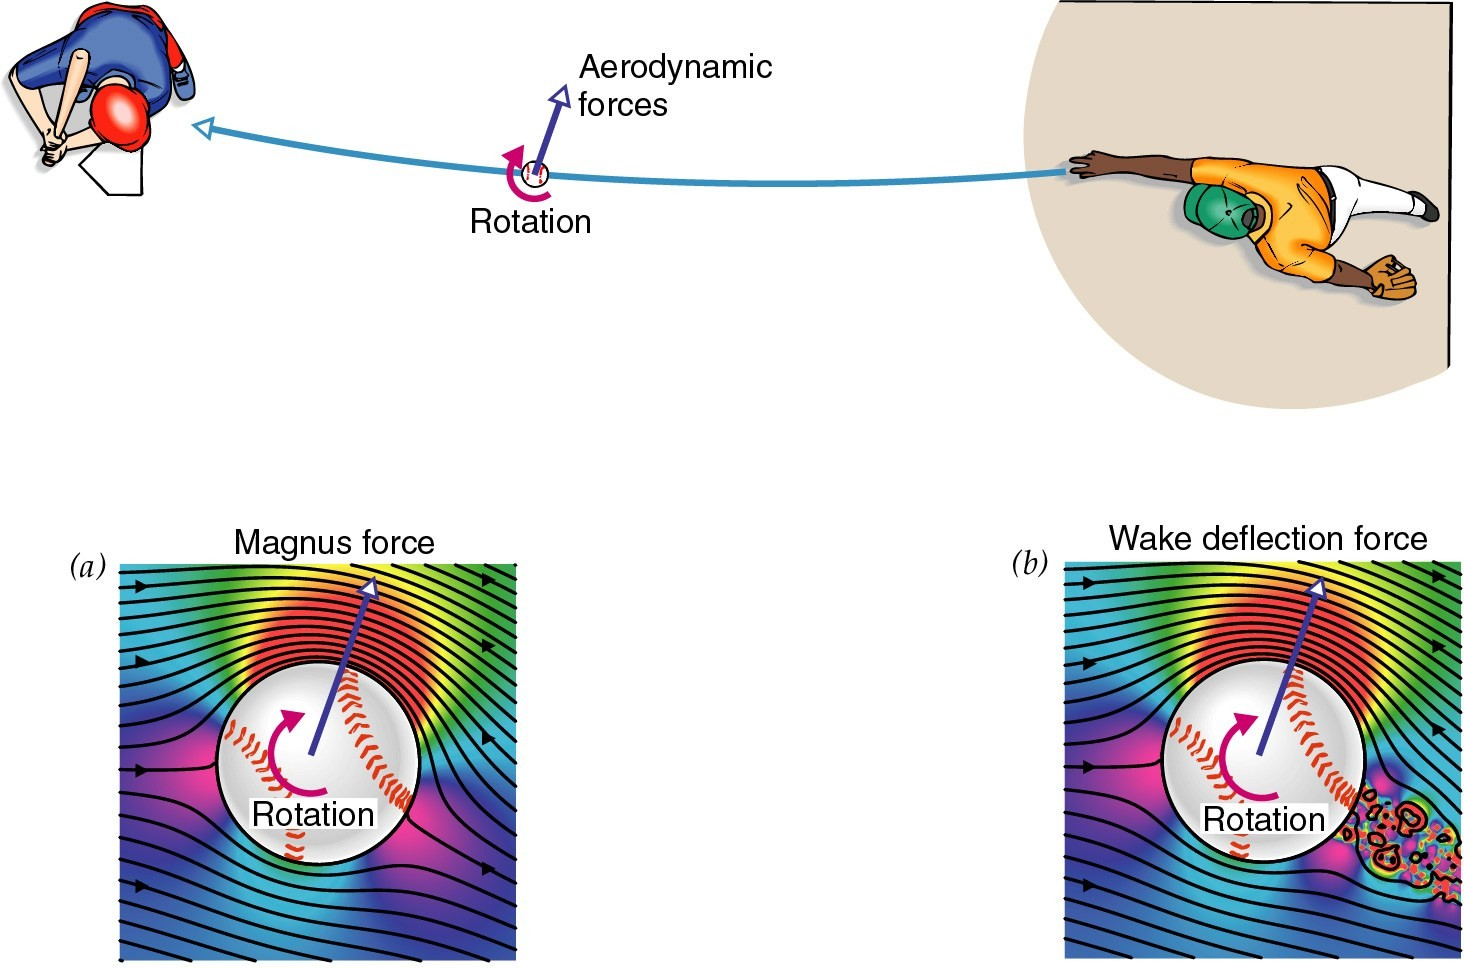 Aerodynamic
forces
Rotation
Magnus force
(a)
Rotation
Wake deflection force
(b)
Rotation